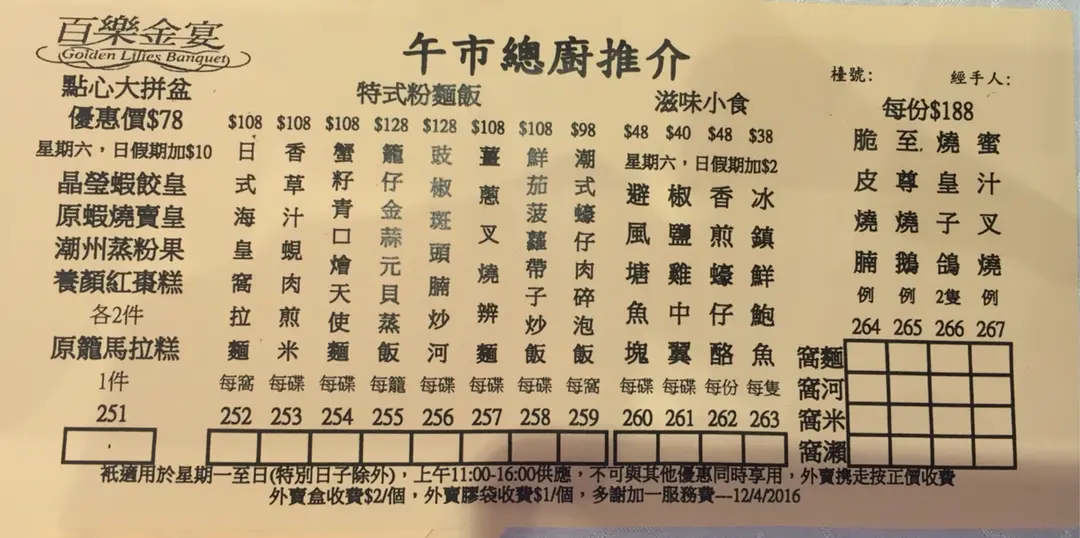 百樂金宴
Golden Lilies Banquet
午市總廚推介
檯號:
經手人:
點心大拼盆
優惠價$78
星期六，日假期加$10
晶瑩蝦餃皇
原蝦燒賣皇
潮州蒸粉果
養顏紅棗糕
各2件
原籠馬拉糕
1件
251
特式粉麵飯
$108 $108 $108 $128 $128 $108 $108 $98
日式海皇窩拉麵
每窩
252
香草汁蜆肉煎米
每碟
253
蟹籽青口燴天使麵
每碟
254
籠仔金蒜元貝蒸飯
每籠
255
豉椒斑頭腩炒河
每碟
256
薑蔥叉燒辦麵
每碟
257
鮮茄菠蘿帶子炒飯
每碟
258
潮式蠔仔肉碎泡飯
每窩
259
滋味小食
$48 $40 $48 $38
星期六，日假期加$2
避風塘魚塊
每碟
260
椒鹽雞中翼
每碟
261
香煎蠔仔酪
每份
262
冰鎮鮮鮑魚
每隻
263
每份$188
脆皮燒腩
例
264
至尊燒鵝
例
265
燒皇子鴿
2隻
266
蜜汁叉燒
例
267
窩麵
窩河
窩米
窩瀨
衹適用於星期一至日(特別日子除外)，上午11:00-16:00供應，不可與其他優惠同時享用，外賣携走按正價收費
外賣盒收費$2/個，外賣膠袋收費$1/個，多謝加一服務費---12/4/2016